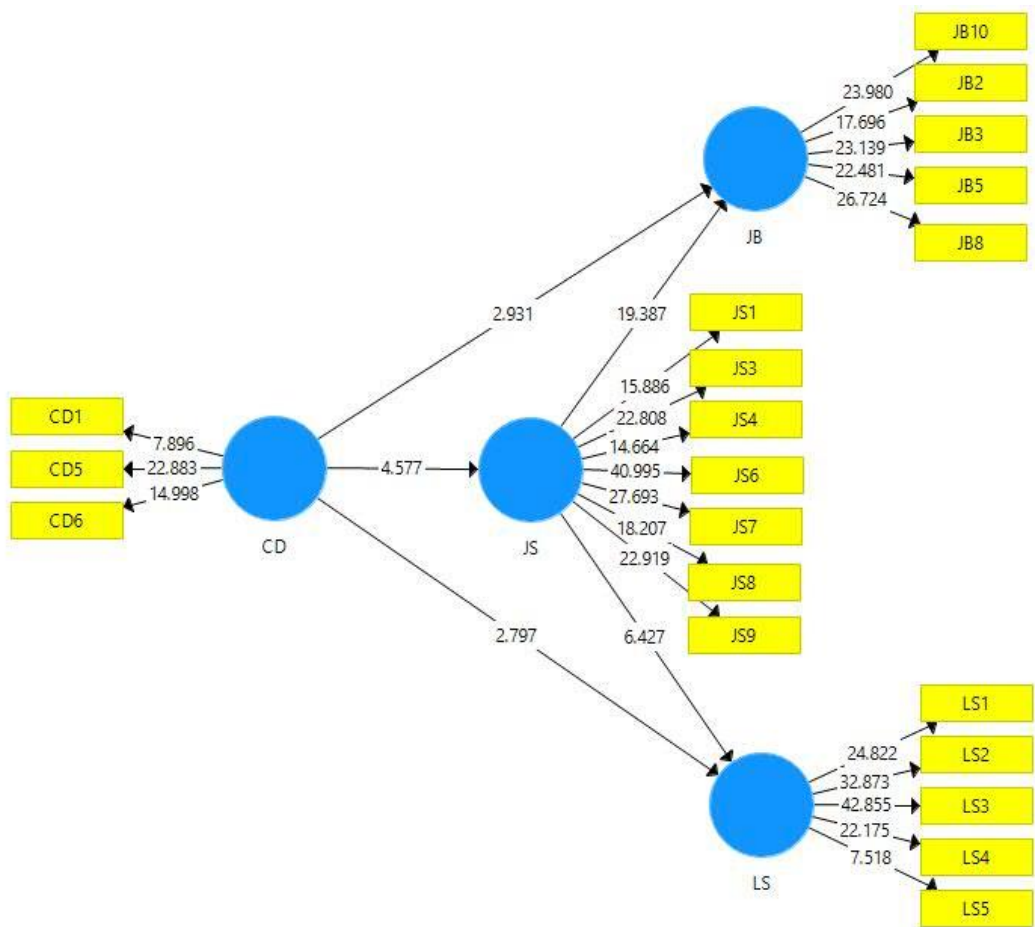 JB10
JB2
JB3
JB5
JB8
23.980
17.696
23.139
22.481
26.724
JB
2.931
19.387
JS1
JS3
JS4
JS6
JS7
JS8
JS9
15.886
22.808
14.664
40.995
27.693
18.207
22.919
CD1
CD5
CD6
7.896
22.883
14.998
CD
4.577
JS
2.797
6.427
LS1
LS2
LS3
LS4
LS5
24.822
32.873
42.855
22.175
7.518
LS